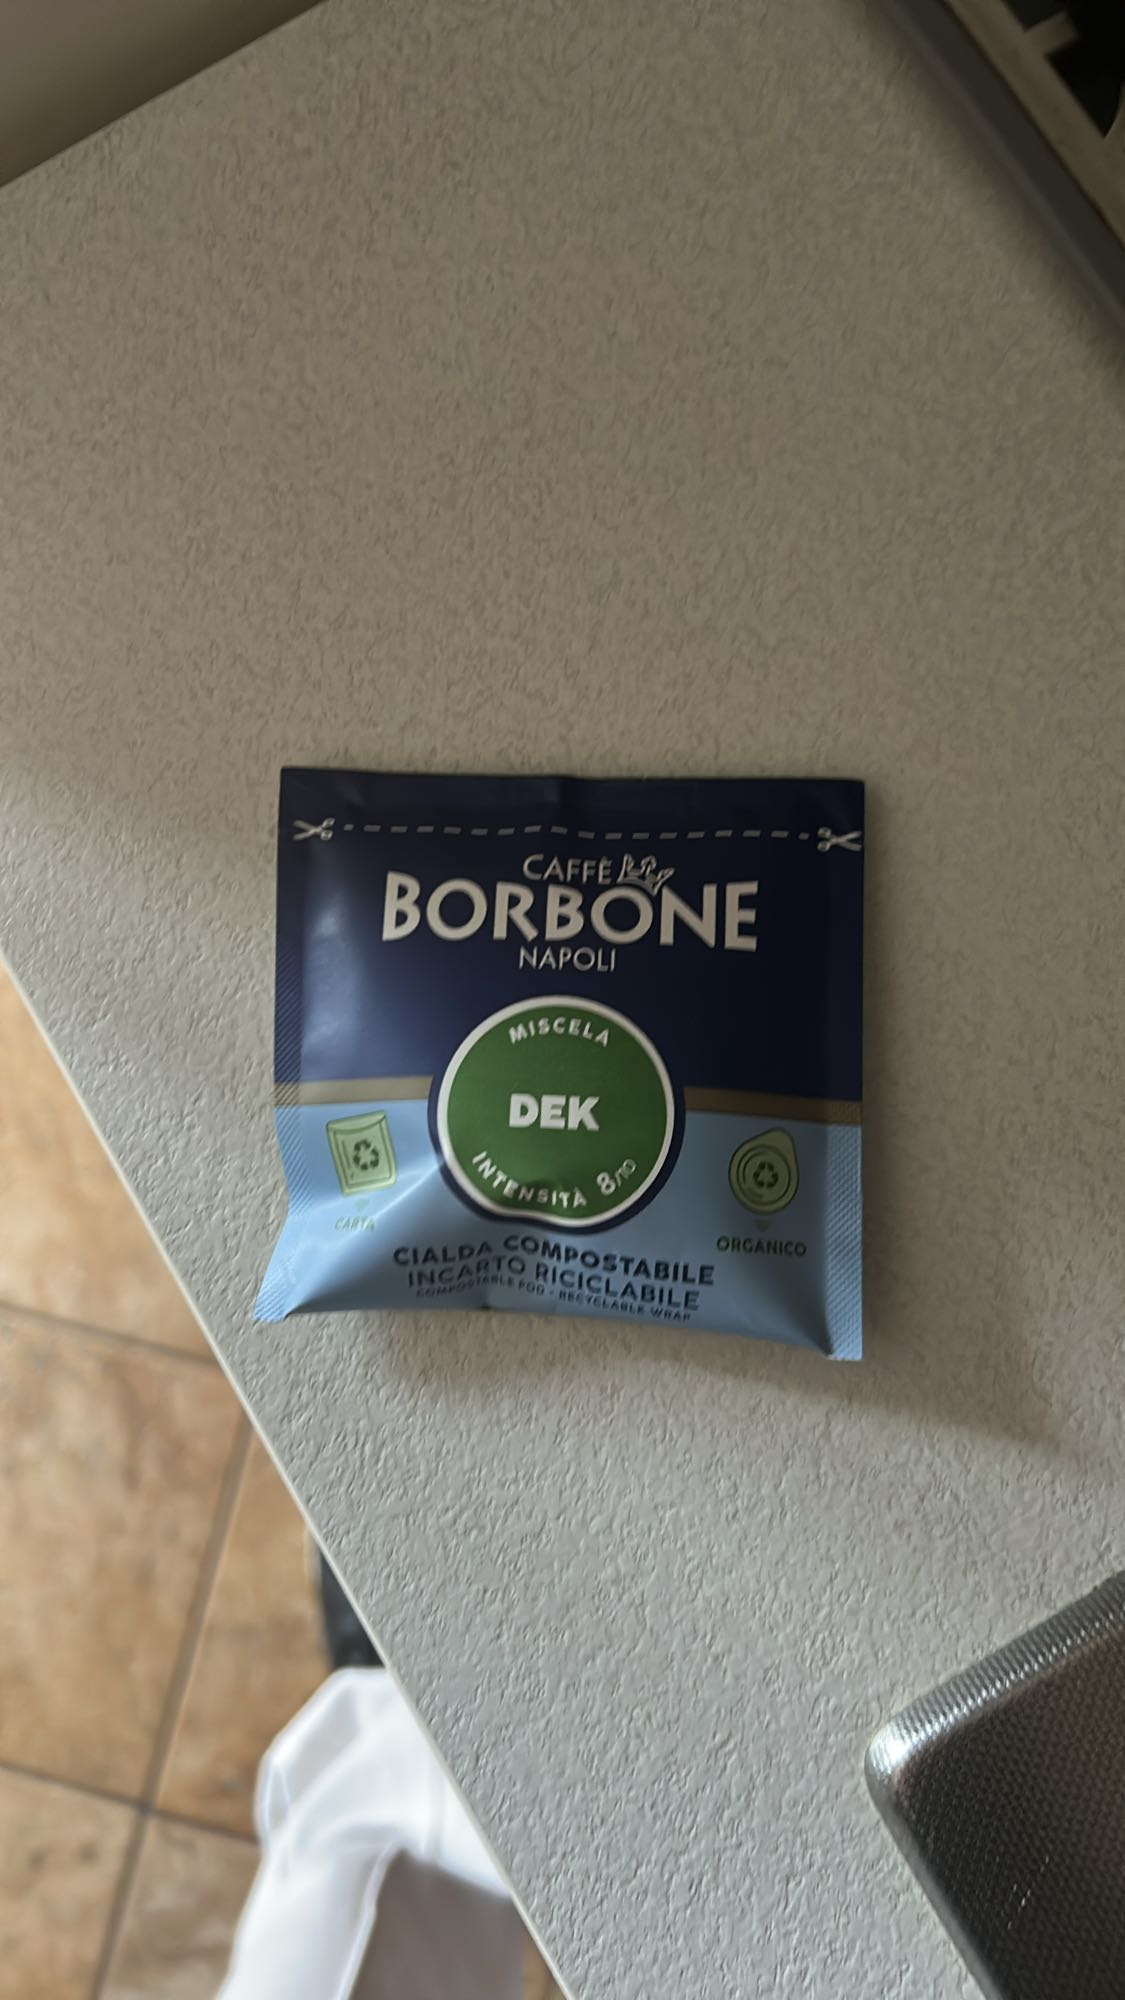 CAFFÈ
BORBONE
NAPOLI
MISCELA
DEK
INTENSITÀ 8/10
CARTA
ORGANICO
CIALDA COMPOSTABILE
INCARTO RICICLABILE
COMPOSTABLE POD - RECYCLABLE WRAP